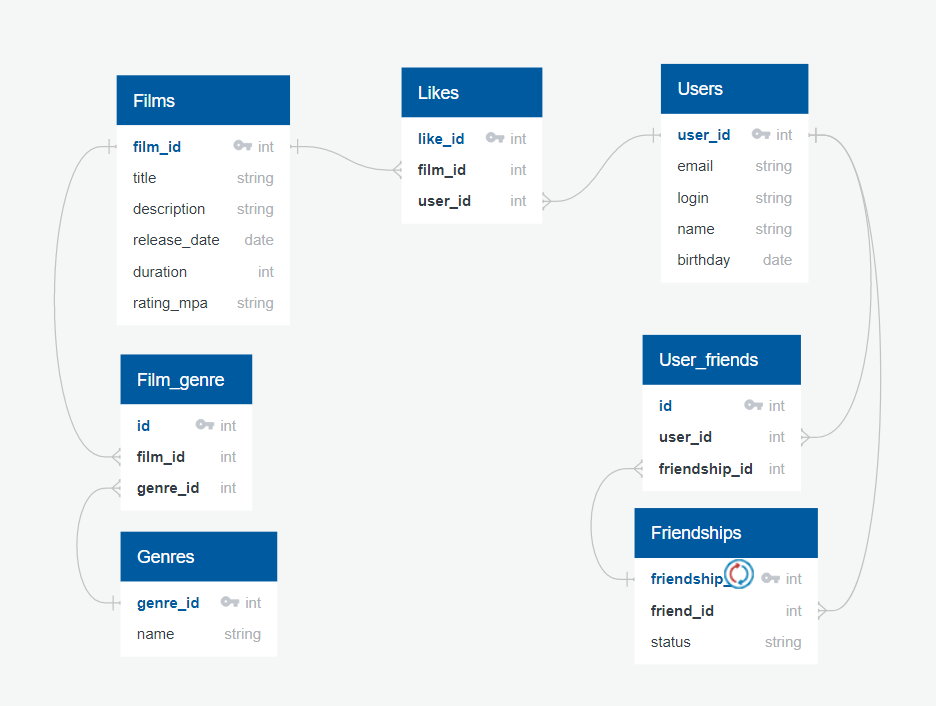 Films
film_id int
title string
description string
release_date date
duration int
rating_mpa string
Likes
like_id int
film_id int
user_id int
Users
user_id int
email string
login string
name string
birthday date
Film_genre
id int
film_id int
genre_id int
Genres
genre_id int
name string
User_friends
id int
user_id int
friendship_id int
Friendships
friendship_ int
friend_id int
status string